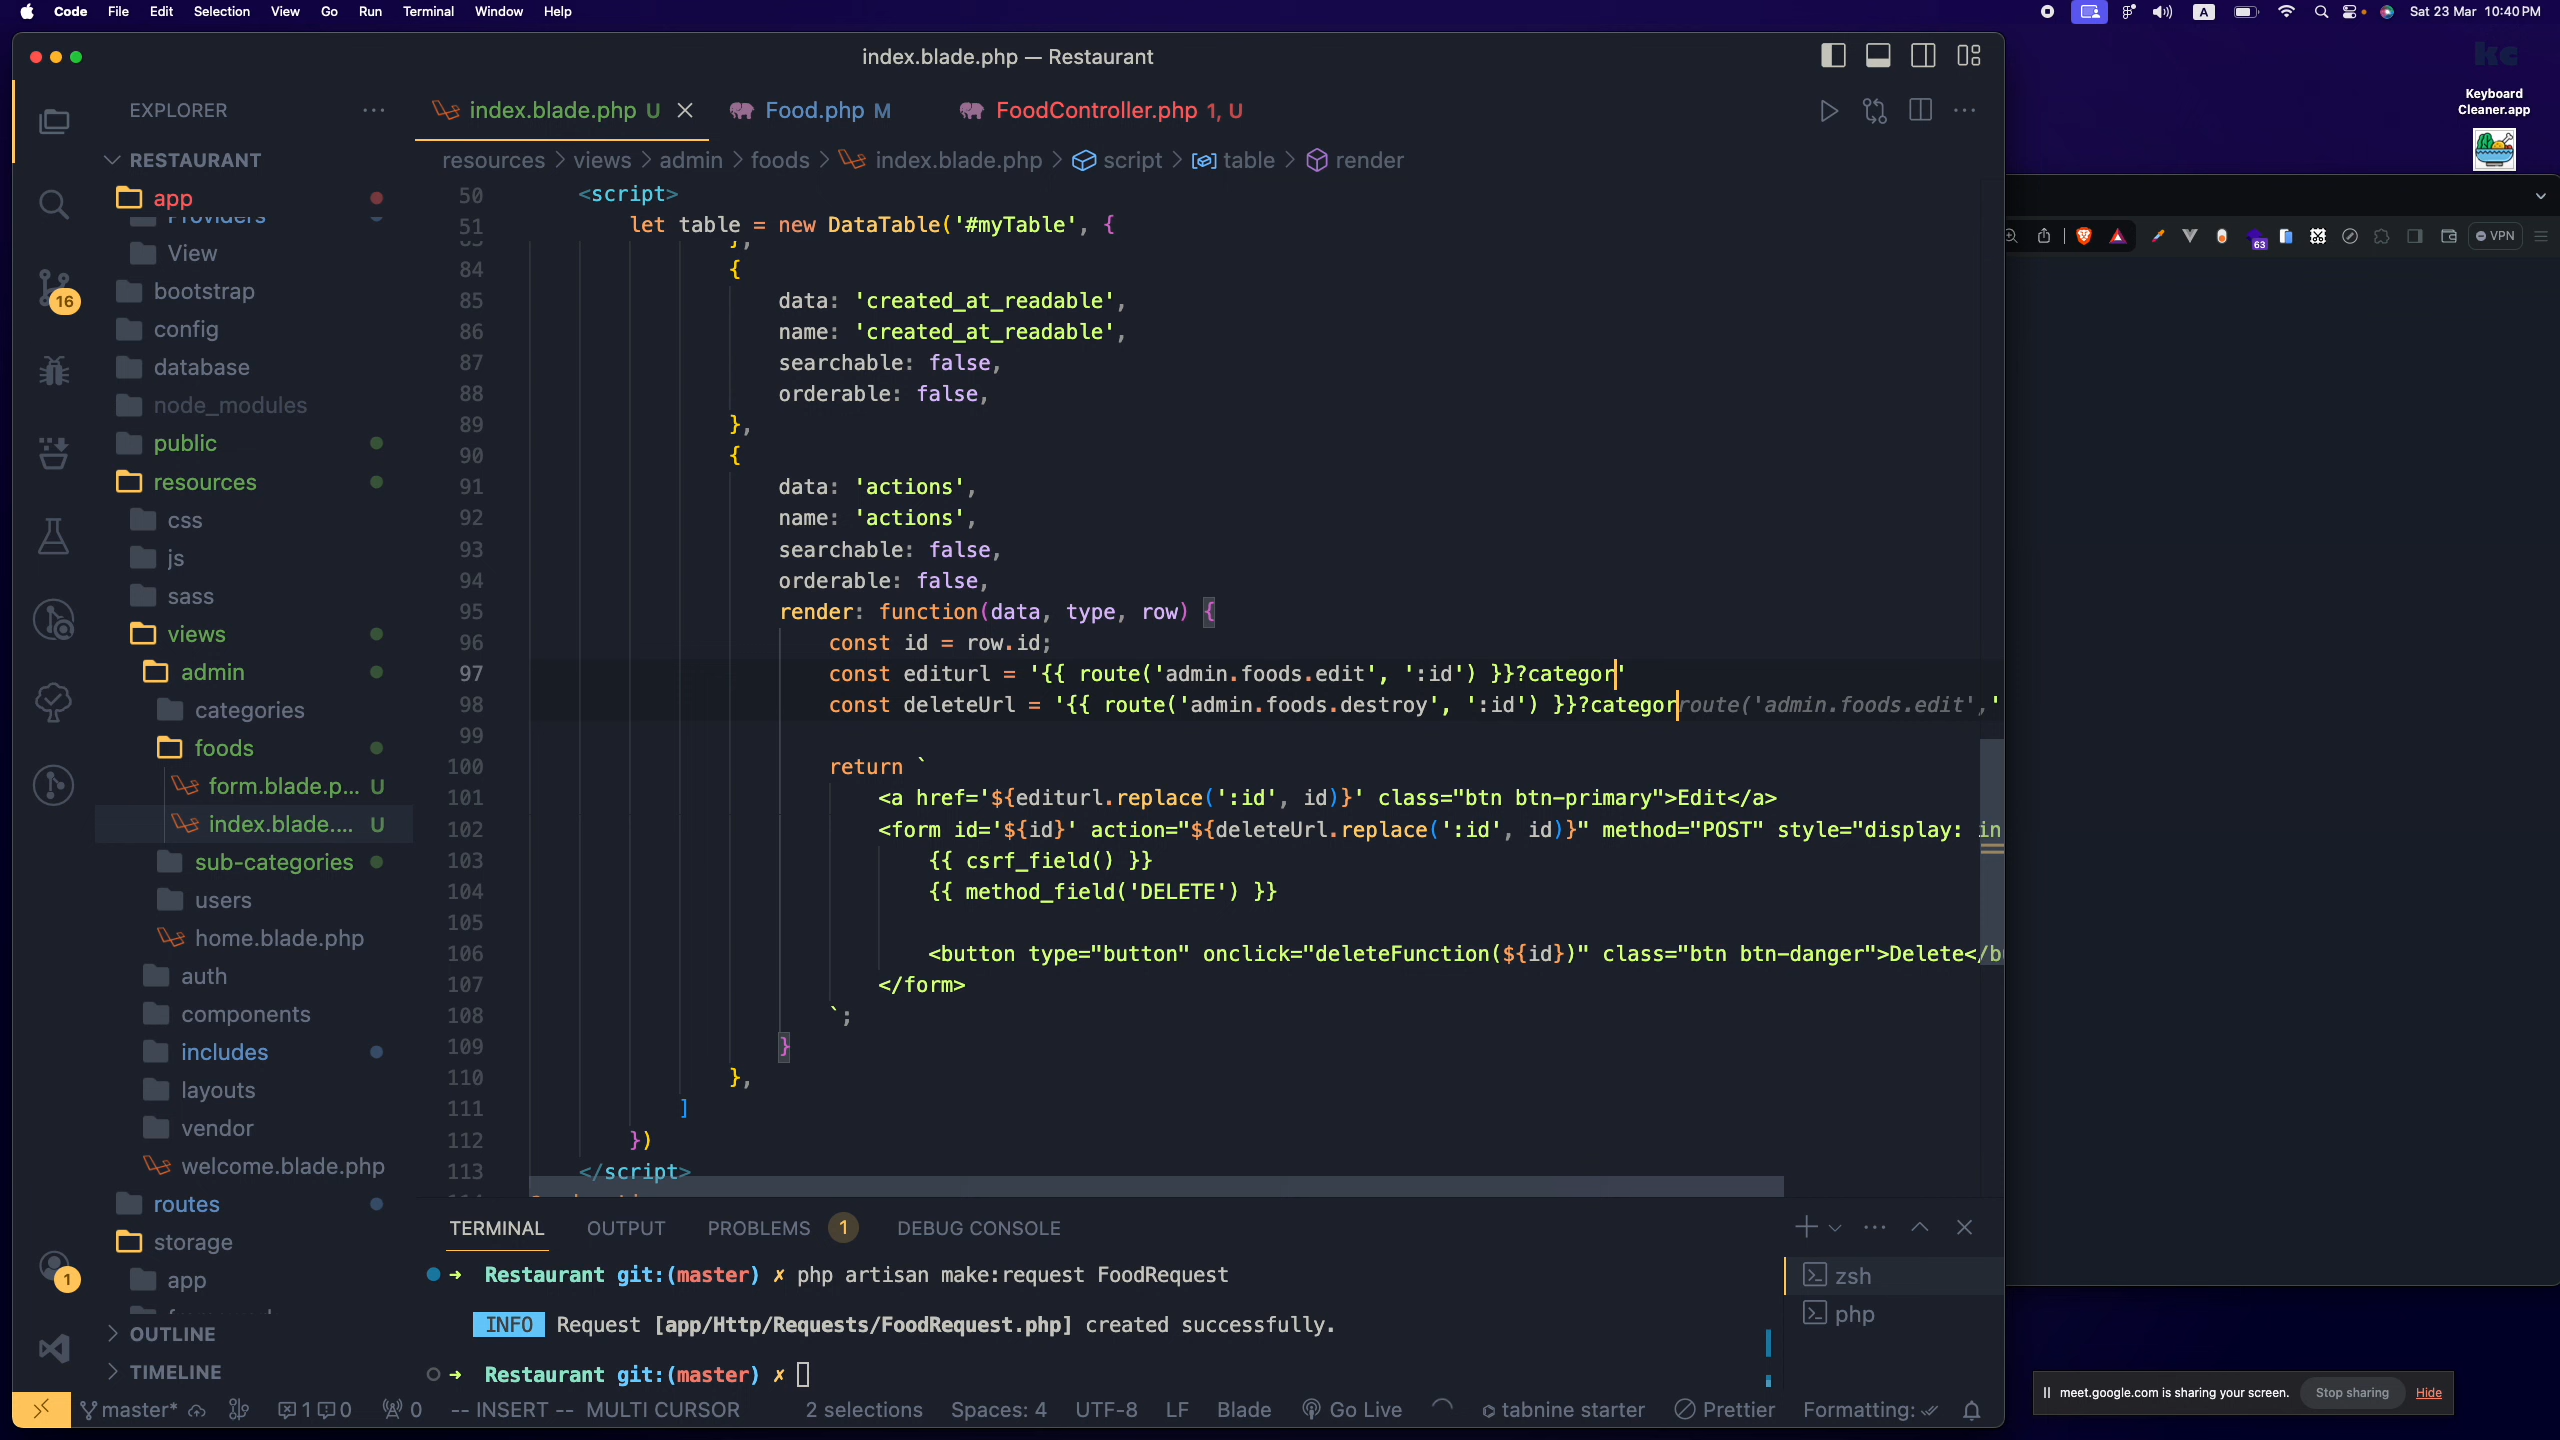 Code File Edit Selection View Go Run Terminal Window Help
A
Sat 23 Mar 10:40 PM
index.blade.php — Restaurant
kc
Keyboard Cleaner.app
EXPLORER
index.blade.php U
Food.php M
FoodController.php 1, U
resources > views > admin > foods > index.blade.php > script > table > render
RESTAURANT
app
Providers
View
bootstrap
config
database
node_modules
public
resources
css
js
sass
views
admin
categories
foods
form.blade.p... U
index.blade.... U
sub-categories
users
home.blade.php
auth
components
includes
layouts
vendor
welcome.blade.php
routes
storage
app
OUTLINE
TIMELINE
16
1
63
VPN
50 <script>
51 let table = new DataTable('#myTable', {
83 },
84 {
85 data: 'created_at_readable',
86 name: 'created_at_readable',
87 searchable: false,
88 orderable: false,
89 },
90 {
91 data: 'actions',
92 name: 'actions',
93 searchable: false,
94 orderable: false,
95 render: function(data, type, row) {
96 const id = row.id;
97 const editurl = '{{ route('admin.foods.edit', ':id') }}?categor'
98 const deleteUrl = '{{ route('admin.foods.destroy', ':id') }}?categorroute('admin.foods.edit','
99
100 return `
101 <a href='${editurl.replace(':id', id)}' class="btn btn-primary">Edit</a>
102 <form id='${id}' action="${deleteUrl.replace(':id', id)}" method="POST" style="display: in
103 {{ csrf_field() }}
104 {{ method_field('DELETE') }}
105
106 <button type="button" onclick="deleteFunction(${id})" class="btn btn-danger">Delete</b
107 </form>
108 `;
109 }
110 },
111 ]
112 })
113 </script>
TERMINAL OUTPUT PROBLEMS 1 DEBUG CONSOLE
➜ Restaurant git:(master) ✗ php artisan make:request FoodRequest
INFO Request [app/Http/Requests/FoodRequest.php] created successfully.
➜ Restaurant git:(master) ✗
zsh
php
master* 1 0 0 -- INSERT -- MULTI CURSOR 2 selections Spaces: 4 UTF-8 LF Blade Go Live tabnine starter Prettier Formatting:
meet.google.com is sharing your screen. Stop sharing Hide